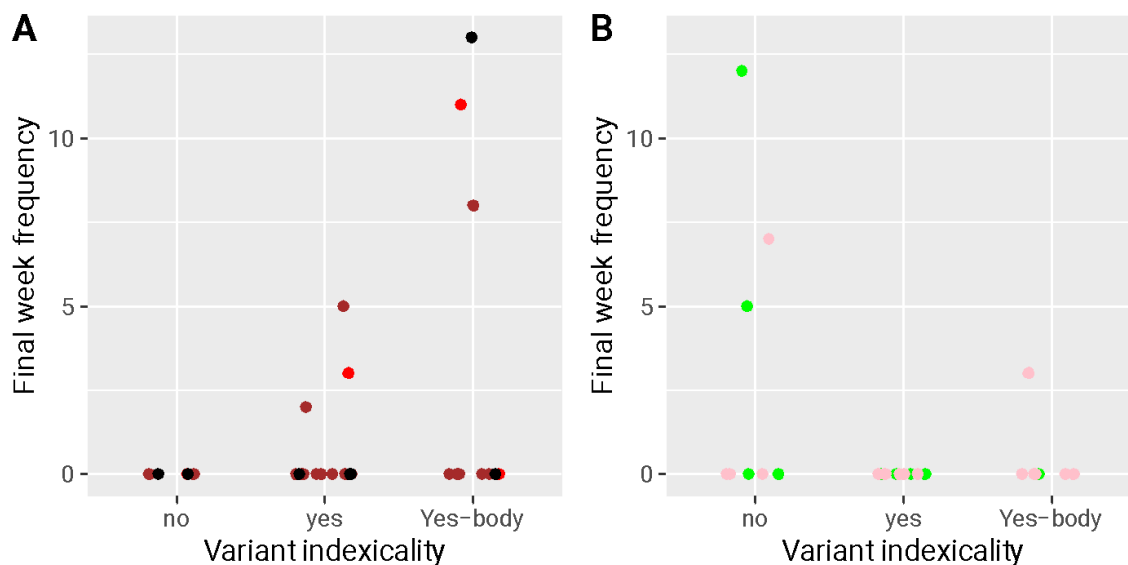 A
Final week frequency
10
5
0
no yes Yes-body
Variant indexicality
B
Final week frequency
10
5
0
no yes Yes-body
Variant indexicality